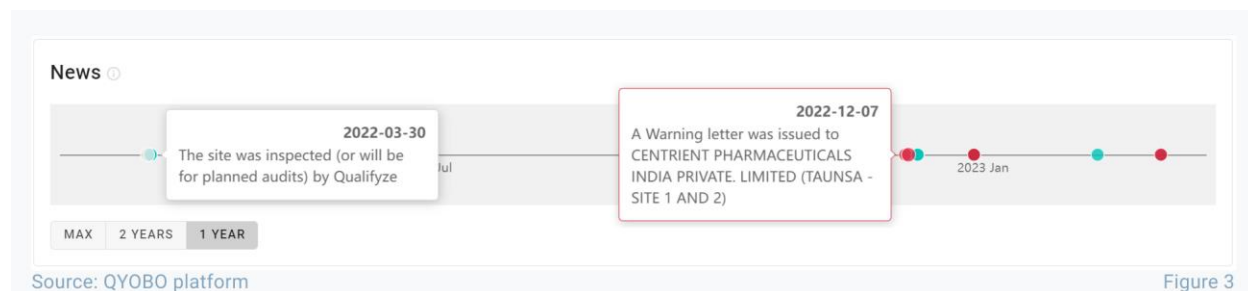 News
2022-03-30
The site was inspected (or will be
for planned audits) by Qualifyze
2022-12-07
A Warning letter was issued to
CENTRIENT PHARMACEUTICALS
INDIA PRIVATE. LIMITED (TAUNSA -
SITE 1 AND 2)
2023 Jan
MAX 2 YEARS 1 YEAR
Source: QYOBO platform
Figure 3